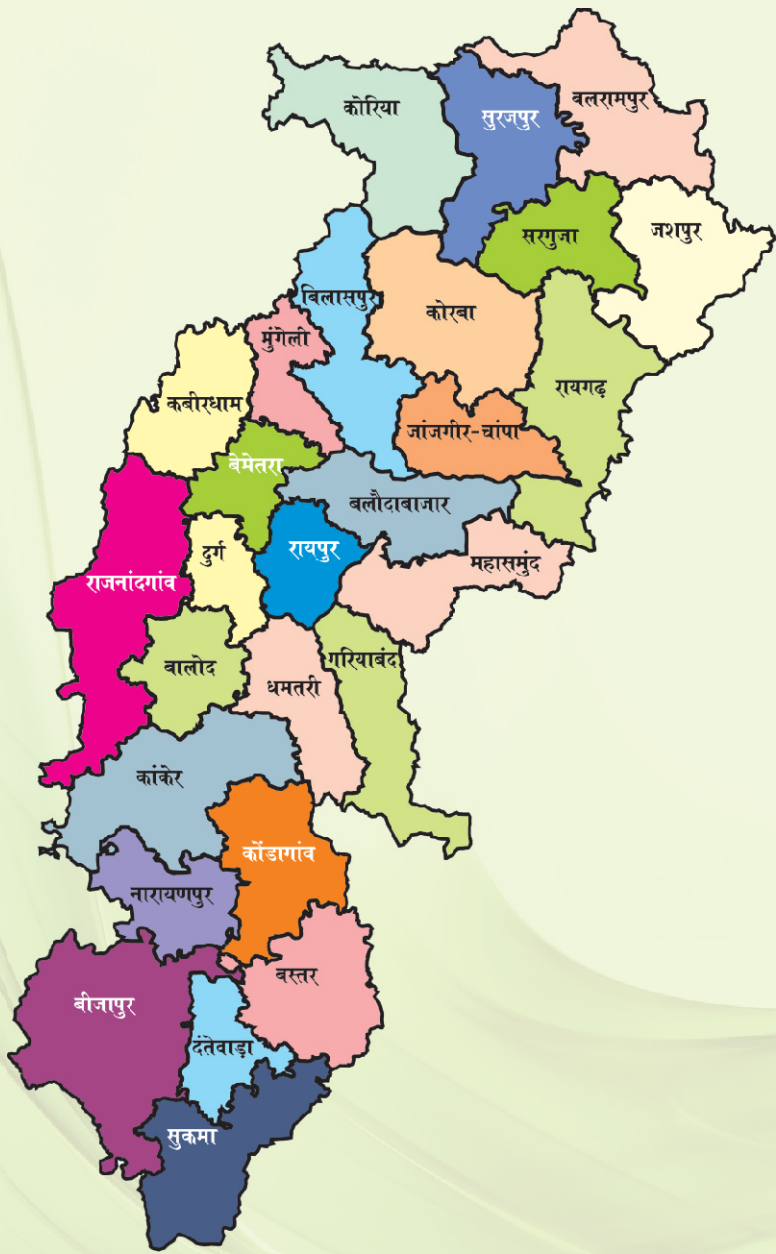 कोरिया
सुरजपुर
बलरामपुर
सरगुजा
जशपुर
बिलासपुर
कोरबा
मुंगेली
रायगढ़
कबीरधाम
जांजगीर-चांपा
बेमेतरा
बलौदाबाजार
दुर्ग
रायपुर
महासमुंद
राजनांदगांव
बालोद
धमतरी
गरियाबंद
कांकेर
कोंडागांव
नारायणपुर
बस्तर
बीजापुर
दंतेवाड़ा
सुकमा